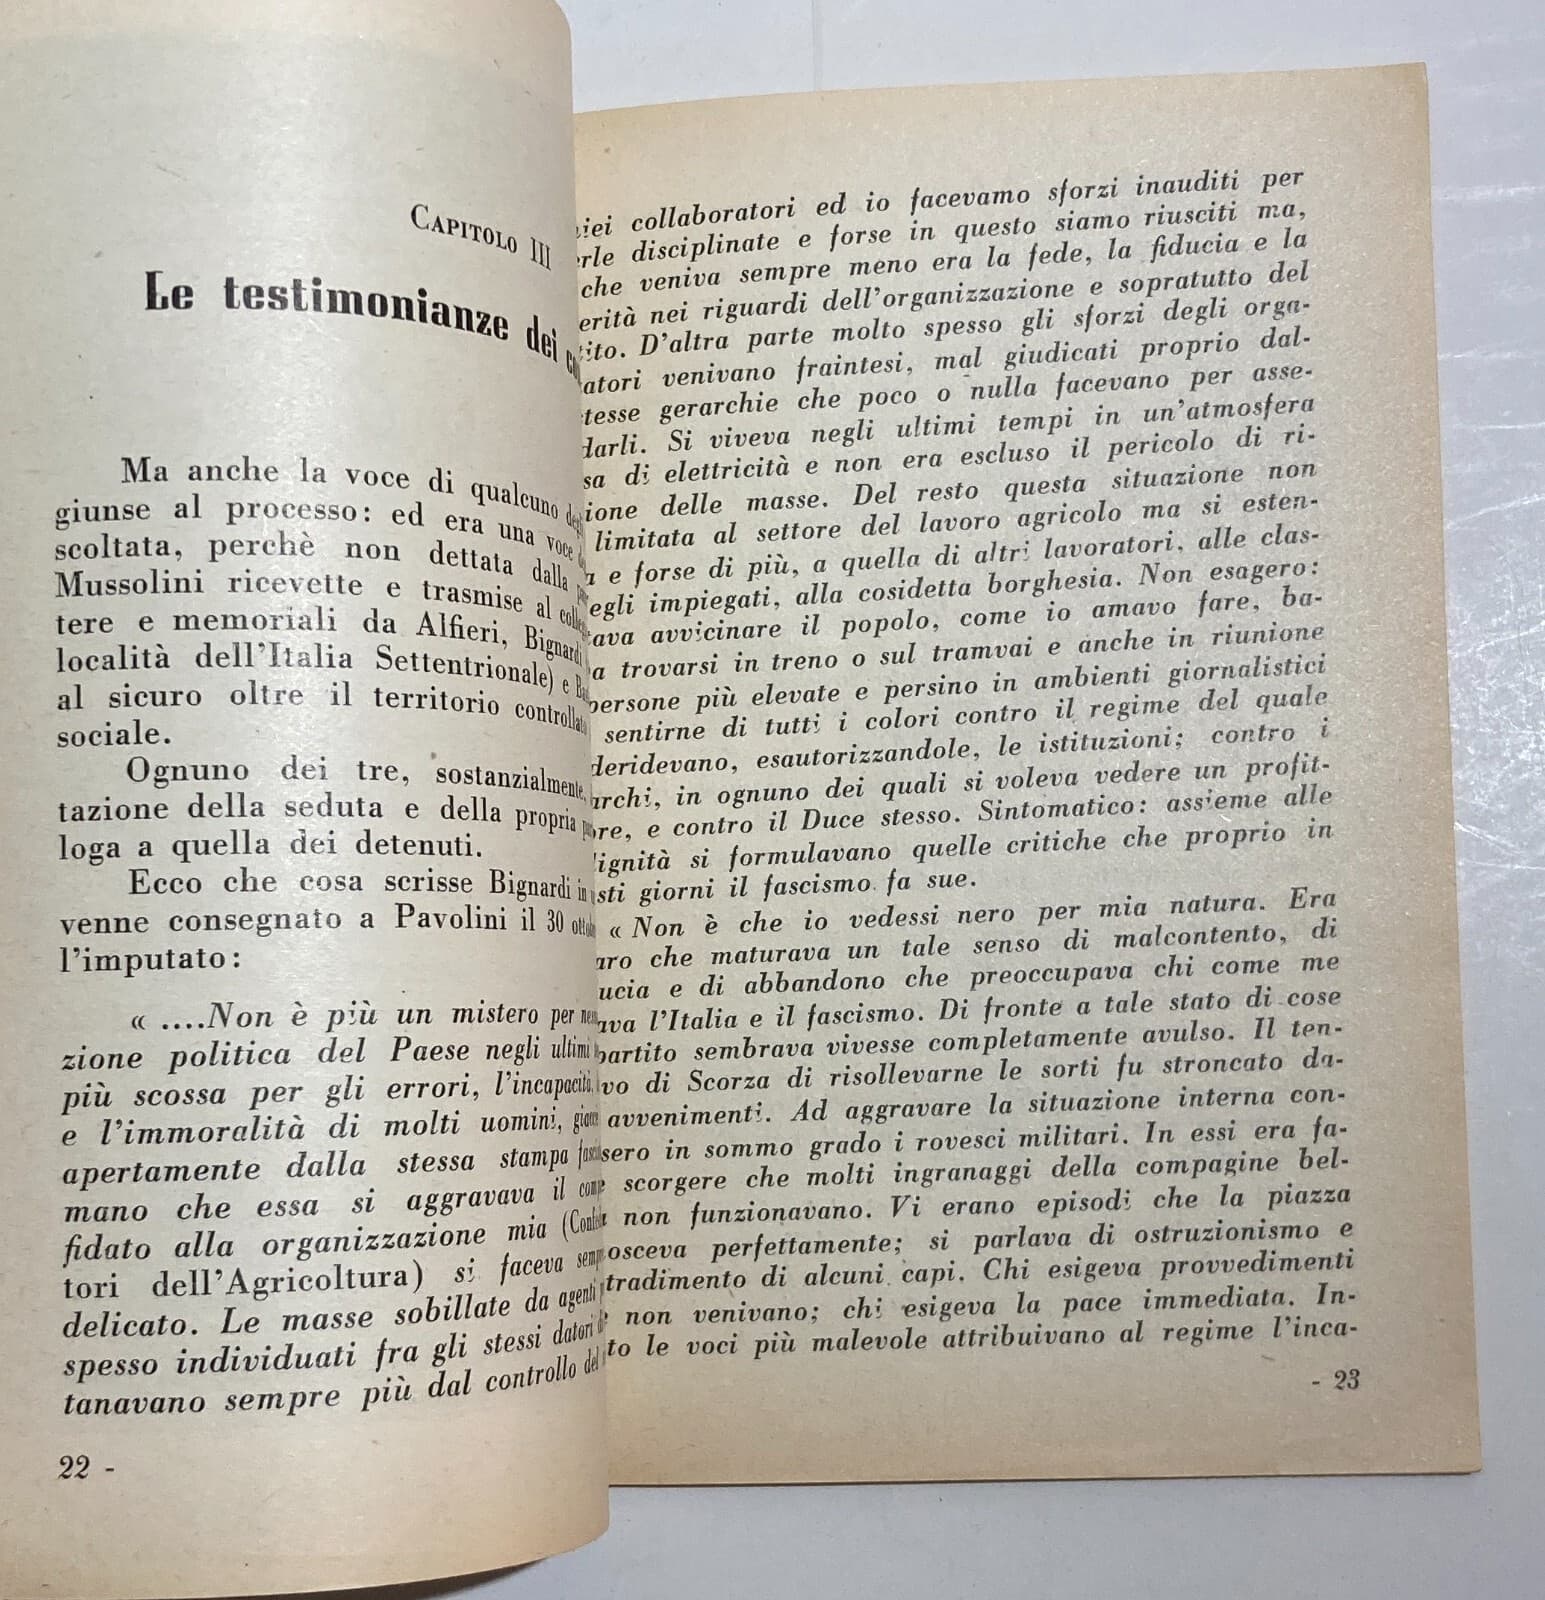 CAPITOLO III
Le testimonianze dei
Ma anche la voce di qualcuno
giunse al processo: ed era una voce
scoltata, perchè non dettata dalla
Mussolini ricevette e trasmise al
tere e memoriali da Alfieri, Bignardi
località dell'Italia Settentrionale) e
al sicuro oltre il territorio controllato
sociale.
Ognuno dei tre, sostanzialmente,
tazione della seduta e della propria
loga a quella dei detenuti.
Ecco che cosa scrisse Bignardi in
venne consegnato a Pavolini il 30
l'imputato:
« ....Non è più un mistero per
zione politica del Paese negli ultimi
più scossa per gli errori, l'incapacità,
e l'immoralità di molti uomini,
apertamente dalla stessa stampa
mano che essa si aggravava il
fidato alla organizzazione mia
tori dell'Agricoltura) si faceva
delicato. Le masse sobillate da agenti
spesso individuati fra gli stessi datori
tanavano sempre più dal controllo
22 -
collaboratori ed io facevamo sforzi inauditi per
disciplinate e forse in questo siamo riusciti ma,
che veniva sempre meno era la fede, la fiducia e la
nei riguardi dell'organizzazione e sopratutto del
D'altra parte molto spesso gli sforzi degli orga-
venivano fraintesi, mal giudicati proprio dal-
gerarchie che poco o nulla facevano per asse-
Si viveva negli ultimi tempi in un'atmosfera
di elettricità e non era escluso il pericolo di ri-
delle masse. Del resto questa situazione non
limitata al settore del lavoro agricolo ma si esten-
e forse di più, a quella di altri lavoratori, alle clas-
impiegati, alla cosidetta borghesia. Non esagero:
avvicinare il popolo, come io amavo fare, ba-
trovarsi in treno o sul tramvai e anche in riunione
persone più elevate e persino in ambienti giornalistici
sentirne di tutti i colori contro il regime del quale
deridevano, esautorizzandole, le istituzioni; contro i
in ognuno dei quali si voleva vedere un profit-
e contro il Duce stesso. Sintomatico: assieme alle
si formulavano quelle critiche che proprio in
giorni il fascismo fa sue.
« Non è che io vedessi nero per mia natura. Era
che maturava un tale senso di malcontento, di
e di abbandono che preoccupava chi come me
l'Italia e il fascismo. Di fronte a tale stato di cose
partito sembrava vivesse completamente avulso. Il ten-
di Scorza di risollevarne le sorti fu stroncato da-
avvenimenti. Ad aggravare la situazione interna con-
in sommo grado i rovesci militari. In essi era fa-
scorgere che molti ingranaggi della compagine bel-
non funzionavano. Vi erano episodi che la piazza
perfettamente; si parlava di ostruzionismo e
tradimento di alcuni capi. Chi esigeva provvedimenti
non venivano; chi esigeva la pace immediata. In-
le voci più malevole attribuivano al regime l'inca-
- 23